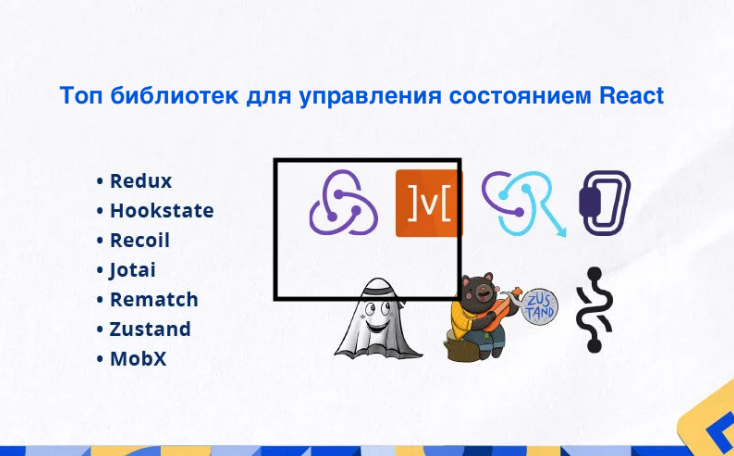 Топ библиотек для управления состоянием React
• Redux
• Hookstate
• Recoil
• Jotai
• Rematch
• Zustand
• MobX
]v[
ZUS
TAND